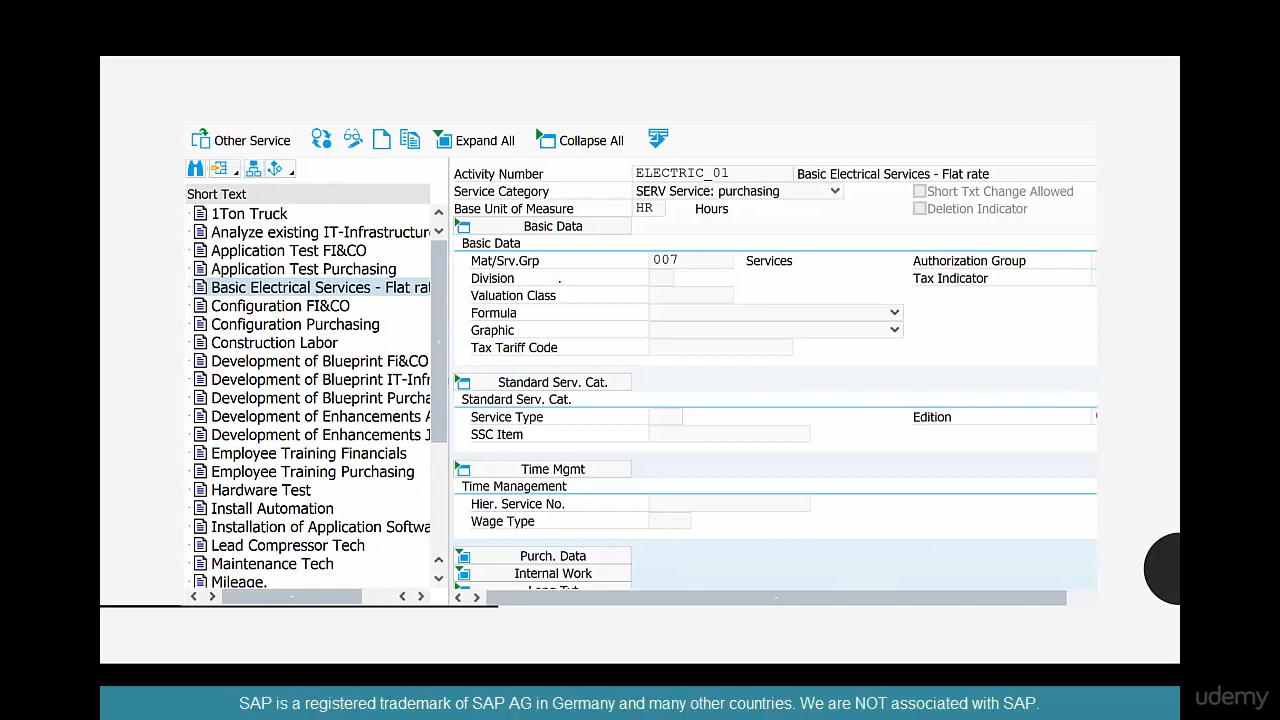 Other Service Expand All Collapse All
Short Text
1Ton Truck
Analyze existing IT-Infrastructure
Application Test FI&CO
Application Test Purchasing
Basic Electrical Services - Flat rat
Configuration FI&CO
Configuration Purchasing
Construction Labor
Development of Blueprint Fi&CO
Development of Blueprint IT-Infr
Development of Blueprint Purcha
Development of Enhancements A
Development of Enhancements J
Employee Training Financials
Employee Training Purchasing
Hardware Test
Install Automation
Installation of Application Softwa
Lead Compressor Tech
Maintenance Tech
Mileage.
Activity Number ELECTRIC_01 Basic Electrical Services - Flat rate
Service Category SERV Service: purchasing Short Txt Change Allowed
Base Unit of Measure HR Hours Deletion Indicator
Basic Data
Basic Data
Mat/Srv.Grp 007 Services Authorization Group
Division . Tax Indicator
Valuation Class
Formula
Graphic
Tax Tariff Code
Standard Serv. Cat.
Standard Serv. Cat.
Service Type Edition
SSC Item
Time Mgmt
Time Management
Hier. Service No.
Wage Type
Purch. Data
Internal Work
Long Txt
SAP is a registered trademark of SAP AG in Germany and many other countries. We are NOT associated with SAP.
udemy